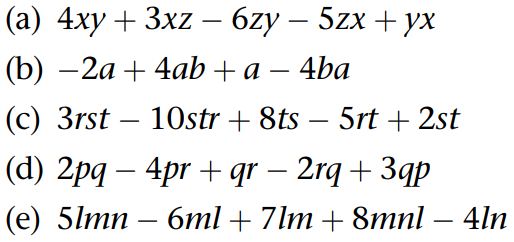 (a) 4xy + 3xz − 6zy − 5zx + yx
(b) −2a + 4ab + a − 4ba
(c) 3rst − 10str + 8ts − 5rt + 2st
(d) 2pq − 4pr + qr − 2rq + 3qp
(e) 5lmn − 6ml + 7lm + 8mnl − 4ln